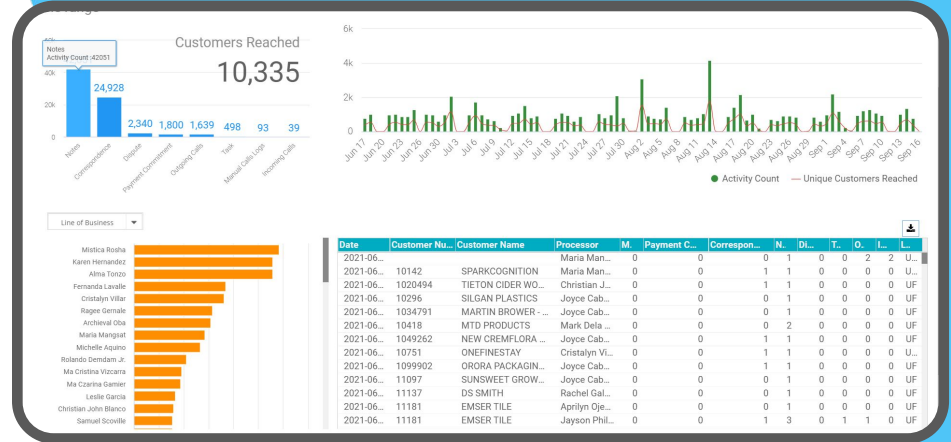 Notes
Activity Count :42051
Customers Reached
10,335
40k
20k
0
24,928
2,340
1,800
1,639
498
93
39
Notes
Correspondence
Dispute
Payment Commitment
Outgoing Calls
Task
Manual Calls Logs
Incoming Calls
6k
4k
2k
0
Jun 17
Jun 20
Jun 23
Jun 26
Jun 30
Jul 3
Jul 6
Jul 9
Jul 12
Jul 15
Jul 18
Jul 21
Jul 24
Jul 27
Jul 30
Aug 2
Aug 5
Aug 8
Aug 11
Aug 14
Aug 17
Aug 20
Aug 23
Aug 26
Aug 29
Sep 1
Sep 4
Sep 7
Sep 10
Sep 13
Sep 16
Activity Count
Unique Customers Reached
Line of Business
Mistica Rosha
Karen Hernandez
Alma Tonzo
Fernanda Lavalle
Cristalyn Villar
Ragee Gernale
Archieval Oba
Maria Mangsat
Michelle Aquino
Rolando Demdam Jr.
Ma Cristina Vizcarra
Ma Czarina Gamier
Leslie Garcia
Christian John Blanco
Samuel Scoville
Date Customer Nu... Customer Name Processor M. Payment C... Correspon... N. Di... T.. O. I... L...
2021-06... Maria Man... 0 0 0 1 0 0 2 2 U...
2021-06... 10142 SPARKCOGNITION Maria Man... 0 0 1 1 0 0 0 0 U...
2021-06... 1020494 TIETON CIDER WO... Christian J... 0 0 1 1 0 0 0 0 UF
2021-06... 10296 SILGAN PLASTICS Joyce Cab... 0 0 1 1 0 0 0 0 UF
2021-06... 1034791 MARTIN BROWER - ... Joyce Cab... 0 0 0 1 0 0 0 0 UF
2021-06... 10418 MTD PRODUCTS Mark Dela ... 0 0 0 2 0 0 0 0 UF
2021-06... 1049262 NEW CREMFLORA ... Joyce Cab... 0 0 1 1 0 0 0 0 UF
2021-06... 10751 ONEFINESTAY Cristalyn Vi... 0 0 1 1 0 0 0 0 U...
2021-06... 1099902 ORORA PACKAGIN... Joyce Cab... 0 0 1 1 0 0 0 0 UF
2021-06... 11097 SUNSWEET GROW... Joyce Cab... 0 0 0 1 0 0 0 0 UF
2021-06... 11137 DS SMITH Rachel Gal... 0 0 1 1 0 0 0 0 UF
2021-06... 11181 EMSER TILE Aprilyn Oje... 0 0 0 1 0 0 0 0 UF
2021-06... 11181 EMSER TILE Jayson Phil... 0 0 1 3 0 1 1 0 UF